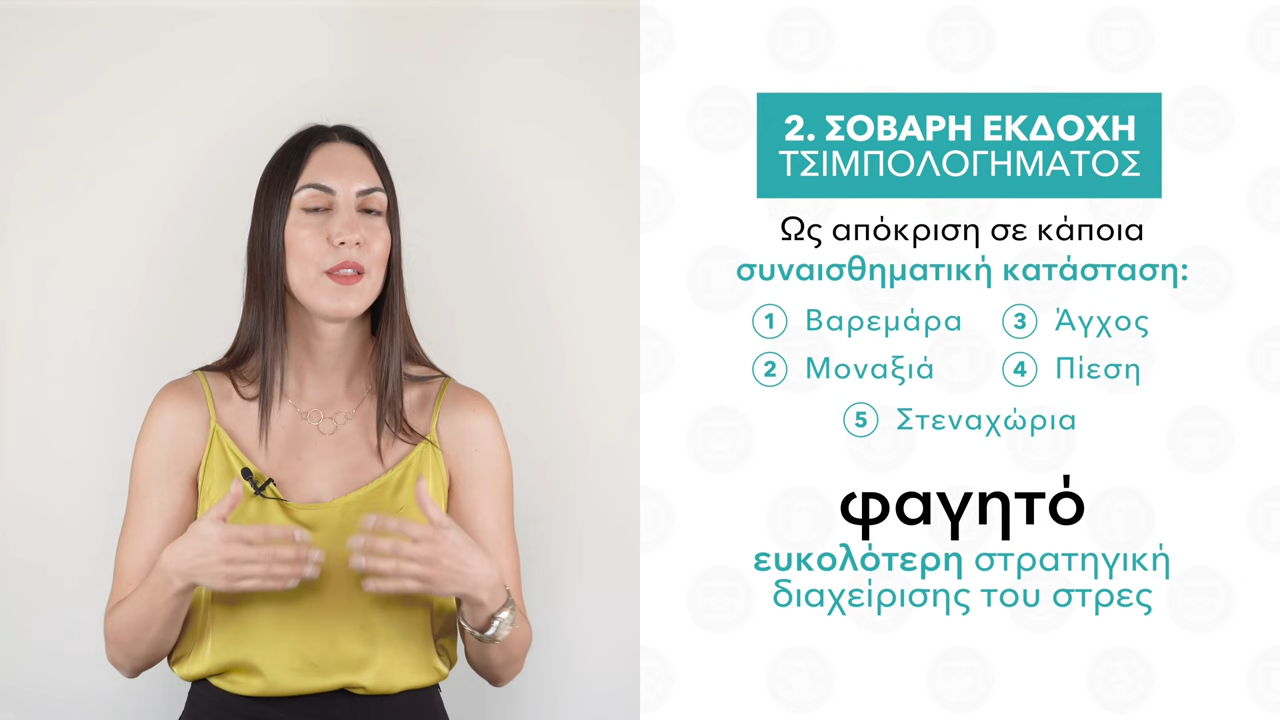 2. ΣΟΒΑΡΗ ΕΚΔΟΧΗ
ΤΣΙΜΠΟΛΟΓΗΜΑΤΟΣ
Ως απόκριση σε κάποια
συναισθηματική κατάσταση:
1 Βαρεμάρα 3 Άγχος
2 Μοναξιά 4 Πίεση
5 Στεναχώρια
φαγητό
ευκολότερη στρατηγική
διαχείρισης του στρες